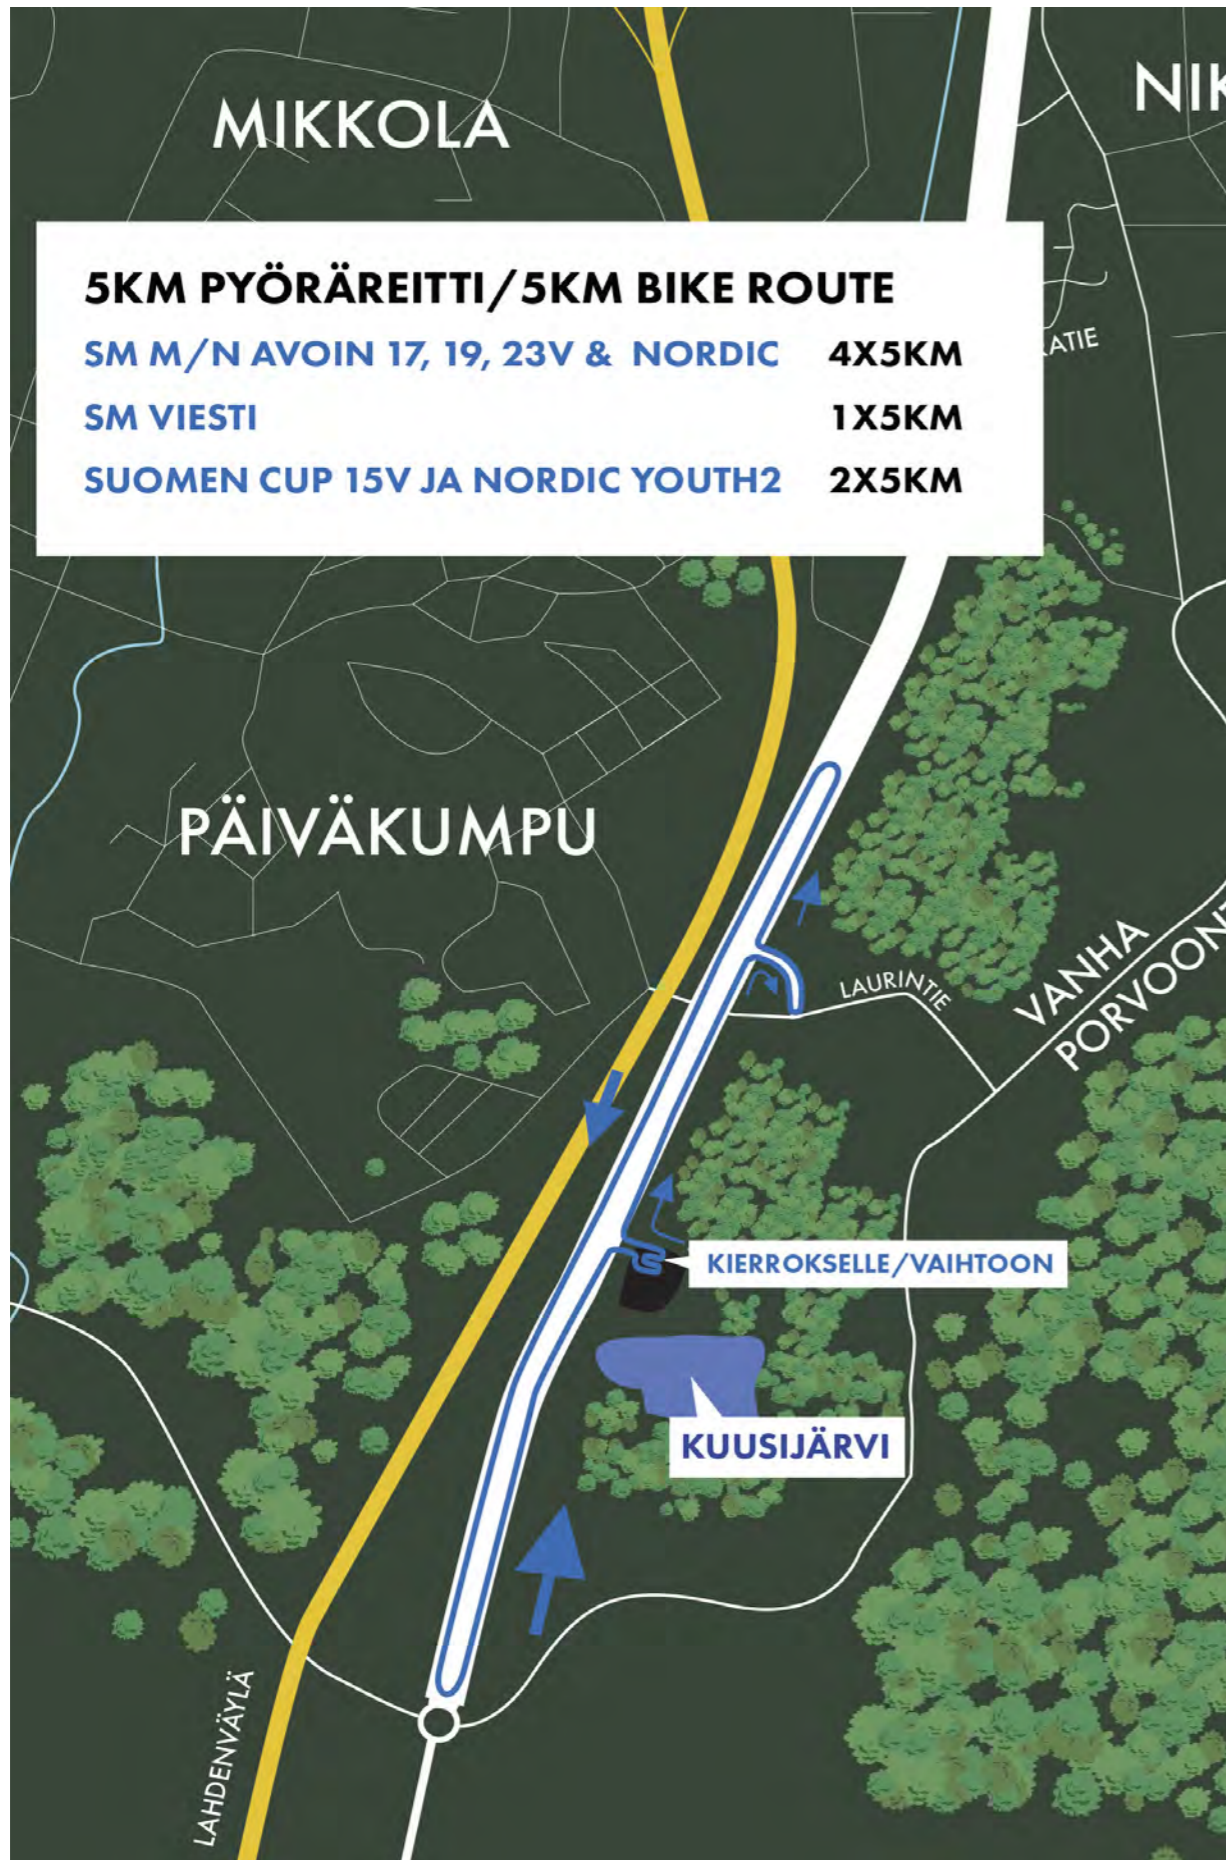 MIKKOLA
NIK
5KM PYÖRÄREITTI/5KM BIKE ROUTE
SM M/N AVOIN 17, 19, 23V & NORDIC 4X5KM
SM VIESTI 1X5KM
SUOMEN CUP 15V JA NORDIC YOUTH2 2X5KM
ATIE
PÄIVÄKUMPU
LAURINTIE
VANHA
PORVOONT
KIERROKSELLE/VAIHTOON
KUUSIJÄRVI
LAHDENVÄYLÄ